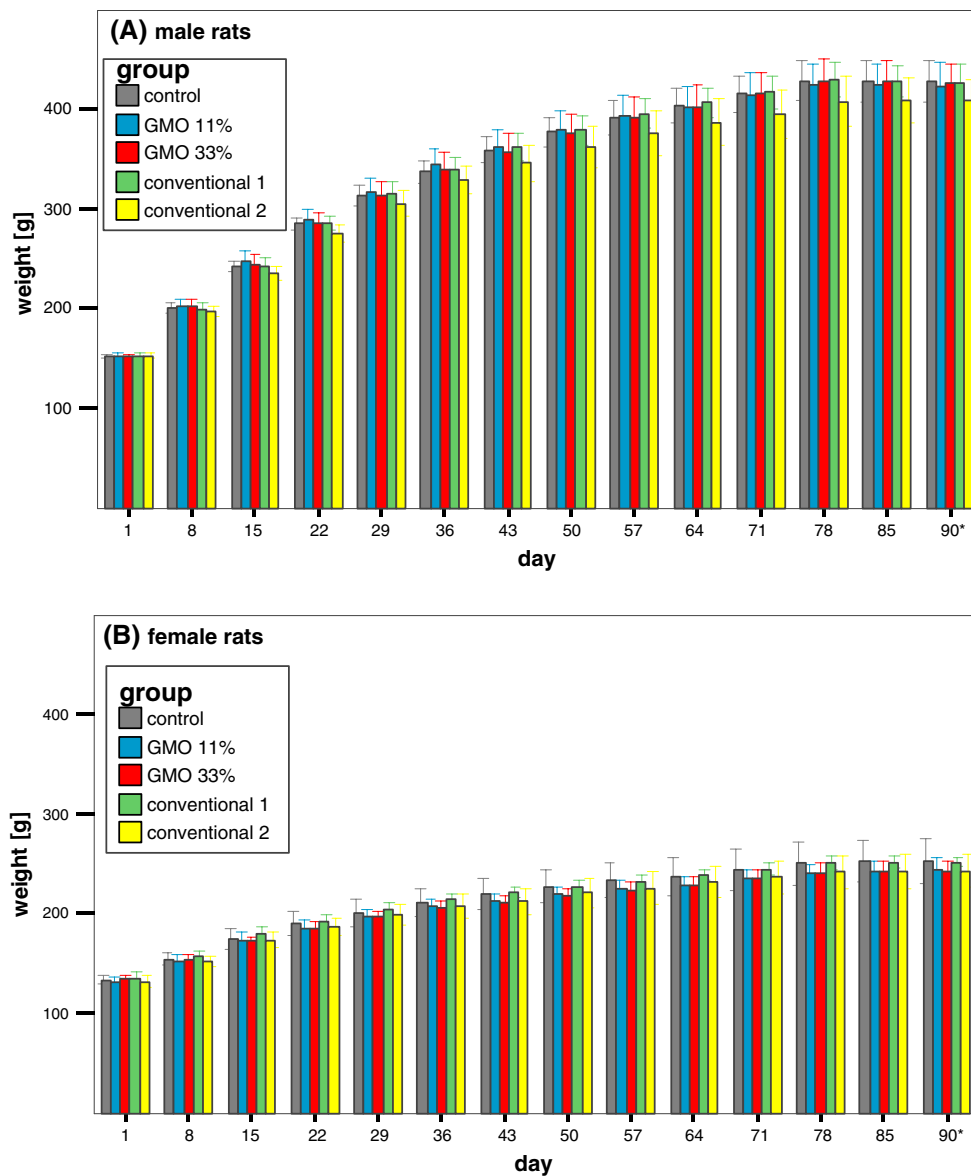 (A) male rats
group
control
GMO 11%
GMO 33%
conventional 1
conventional 2
weight [g]
400
300
200
100
1 8 15 22 29 36 43 50 57 64 71 78 85 90*
day
(B) female rats
group
control
GMO 11%
GMO 33%
conventional 1
conventional 2
weight [g]
400
300
200
100
1 8 15 22 29 36 43 50 57 64 71 78 85 90*
day